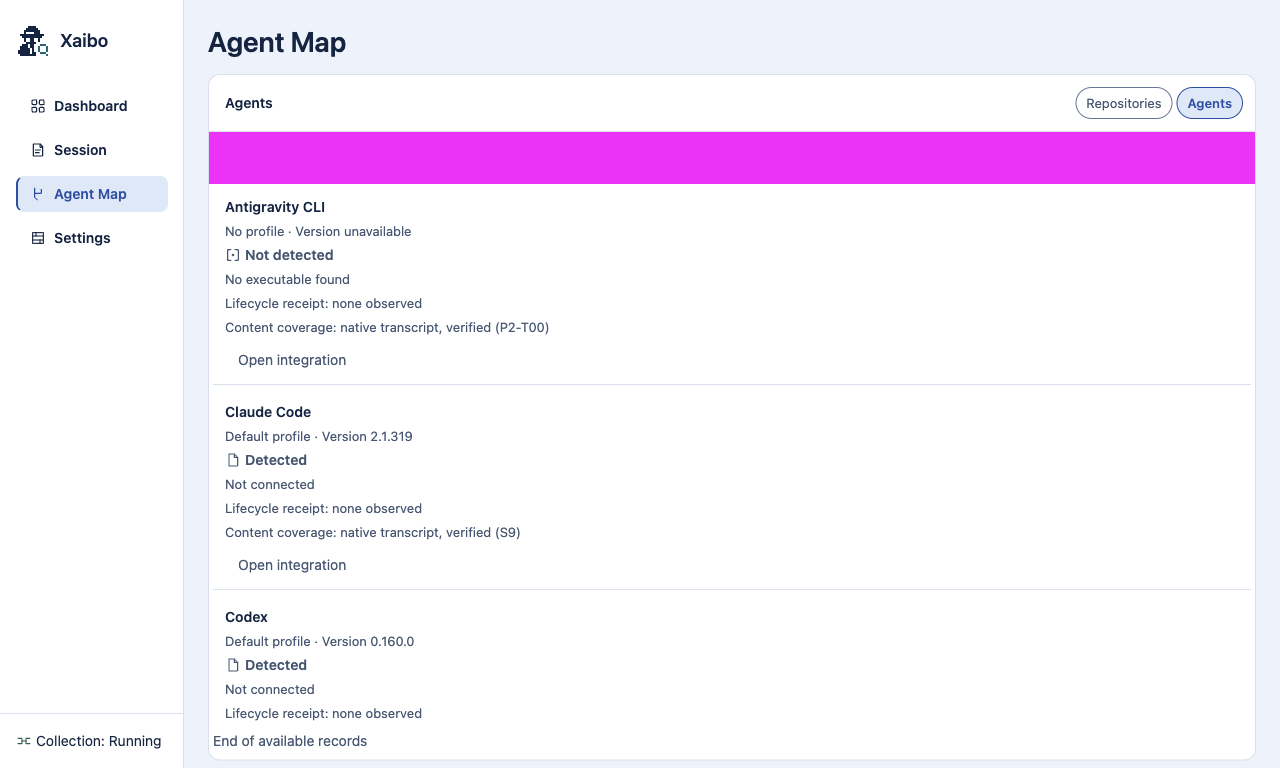 Xaibo
Dashboard
Session
Agent Map
Settings
Collection: Running
Agent Map
Agents
Repositories
Agents
Antigravity CLI
No profile · Version unavailable
Not detected
No executable found
Lifecycle receipt: none observed
Content coverage: native transcript, verified (P2-T00)
Open integration
Claude Code
Default profile · Version 2.1.319
Detected
Not connected
Lifecycle receipt: none observed
Content coverage: native transcript, verified (S9)
Open integration
Codex
Default profile · Version 0.160.0
Detected
Not connected
Lifecycle receipt: none observed
End of available records